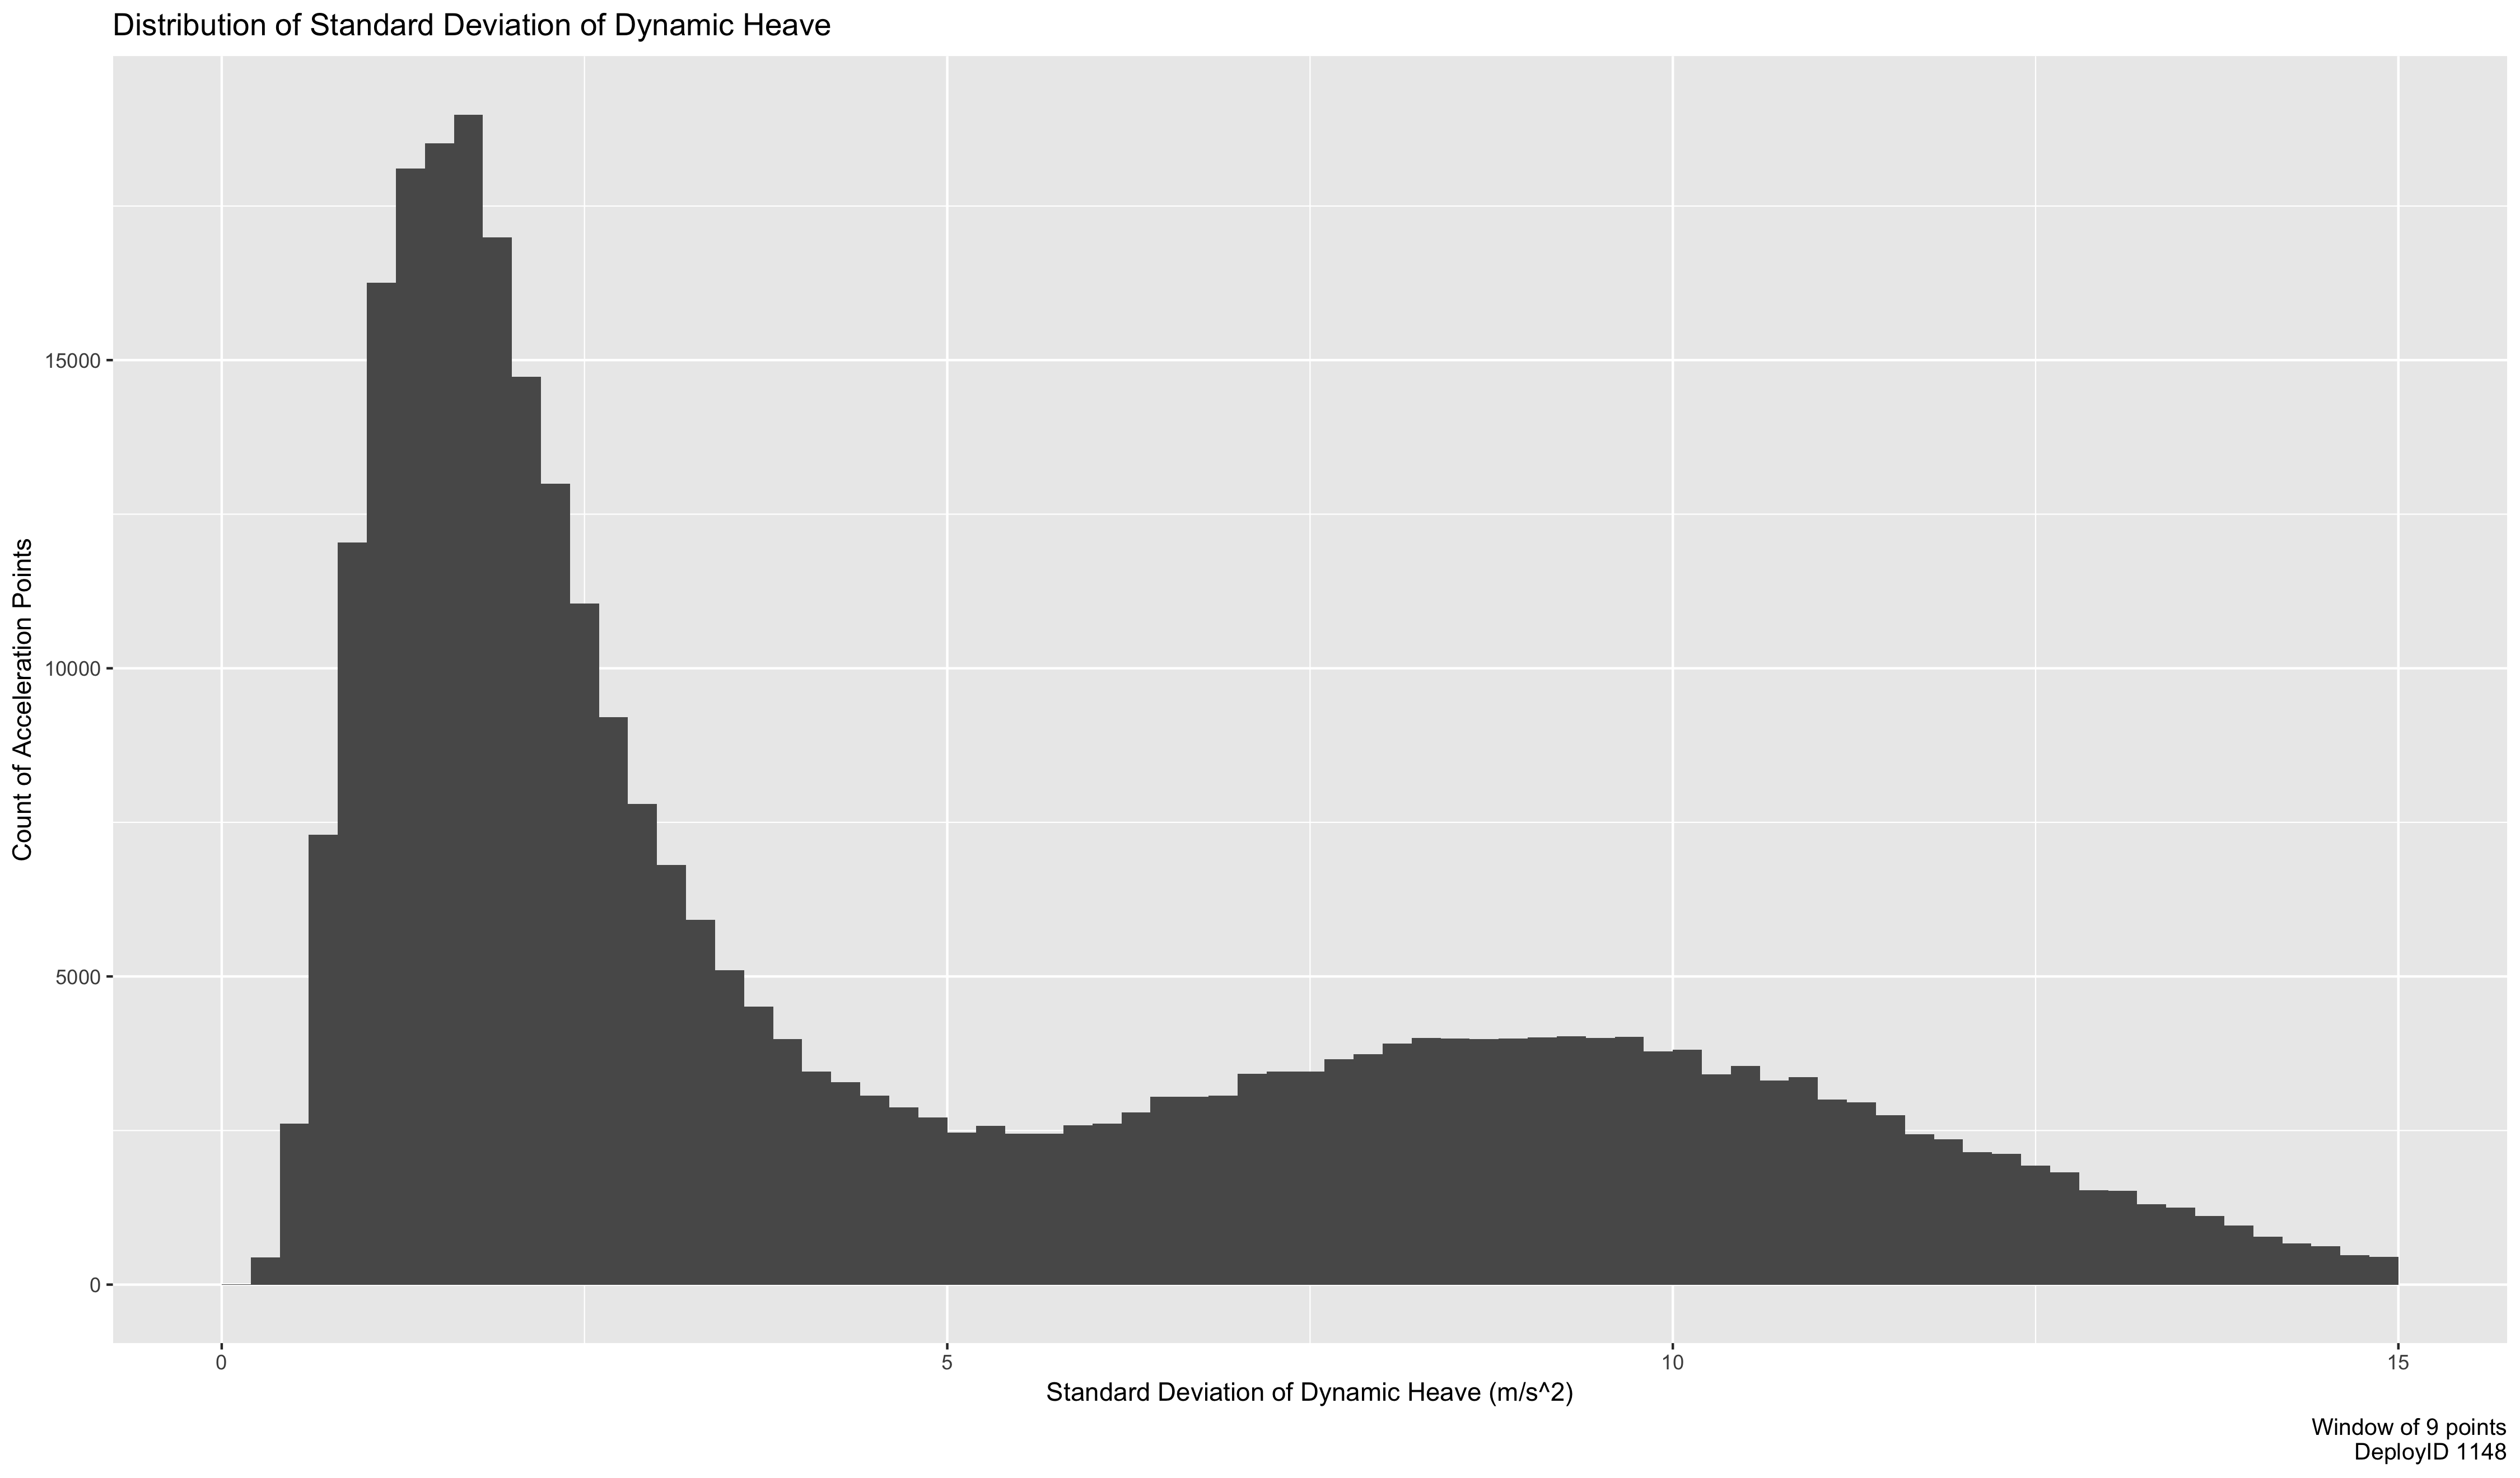 Distribution of Standard Deviation of Dynamic Heave
Count of Acceleration Points
15000
10000
5000
0
0 5 10 15
Standard Deviation of Dynamic Heave (m/s^2)
Window of 9 points
DeployID 1148